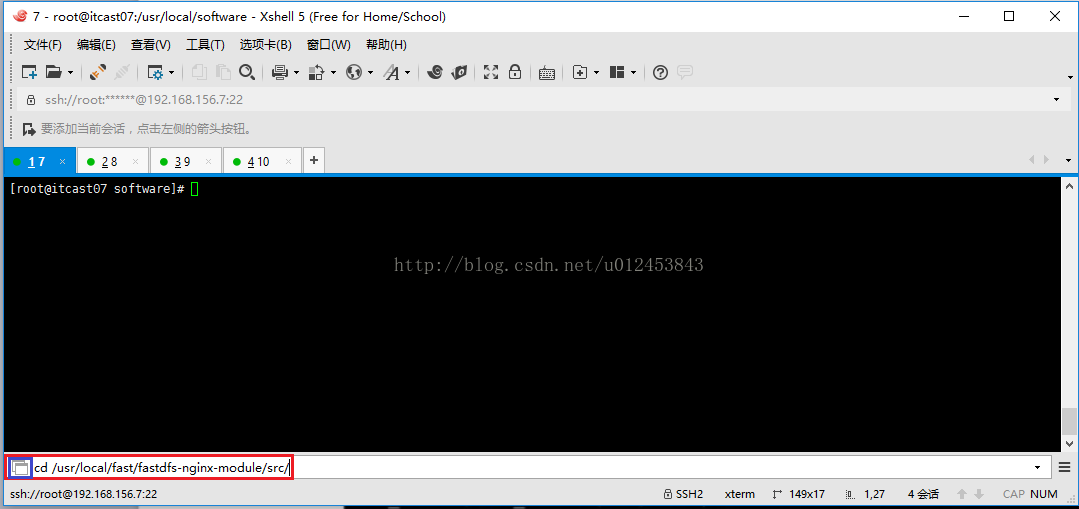 7 - root@itcast07:/usr/local/software - Xshell 5 (Free for Home/School)
文件(F) 编辑(E) 查看(V) 工具(T) 选项卡(B) 窗口(W) 帮助(H)
ssh://root:******@192.168.156.7:22
要添加当前会话，点击左侧的箭头按钮。
1 7 × 2 8 × 3 9 × 4 10 × +
[root@itcast07 software]#
http://blog.csdn.net/u012453843
cd /usr/local/fast/fastdfs-nginx-module/src/
ssh://root@192.168.156.7:22 SSH2 xterm 149x17 1,27 4 会话 CAP NUM